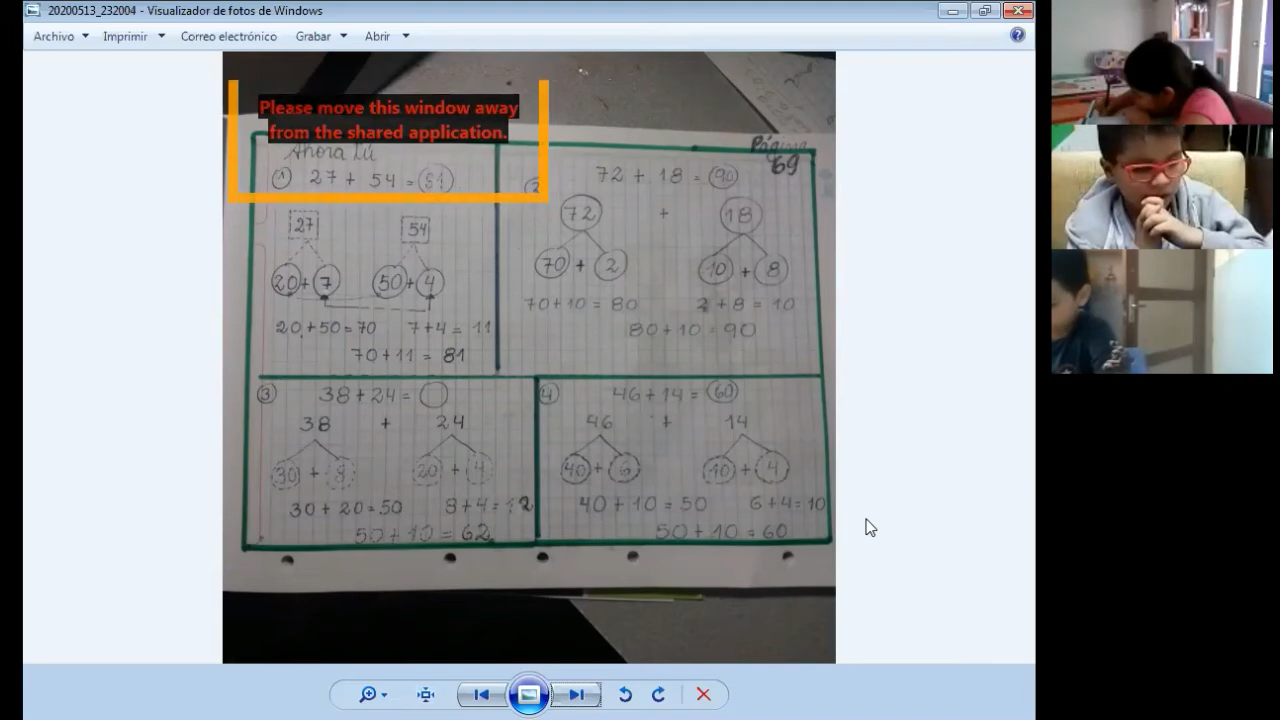 20200513_232004 - Visualizador de fotos de Windows
Archivo Imprimir Correo electrónico Grabar Abrir
Please move this window away
from the shared application.
Ahora tú
Página
69
① 27 + 54 = 81
27 54
20 + 7 50 + 4
20 + 50 = 70 7 + 4 = 11
70 + 11 = 81
2 72 + 18 = 90
72 + 18
70 + 2 10 + 8
70 + 10 = 80 2 + 8 = 10
80 + 10 = 90
③ 38 + 24 =
38 + 24
30 + 8 20 + 4
30 + 20 = 50 8 + 4 = 12
50 + 10 = 62
④ 46 + 14 = 60
46 + 14
40 + 6 10 + 4
40 + 10 = 50 6 + 4 = 10
50 + 10 = 60